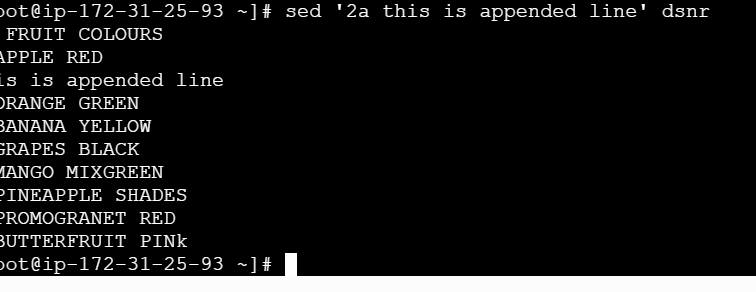 oot@ip-172-31-25-93 ~]# sed '2a this is appended line' dsnr
FRUIT COLOURS
APPLE RED
is is appended line
ORANGE GREEN
BANANA YELLOW
GRAPES BLACK
MANGO MIXGREEN
PINEAPPLE SHADES
PROMOGRANET RED
BUTTERFRUIT PINk
oot@ip-172-31-25-93 ~]#